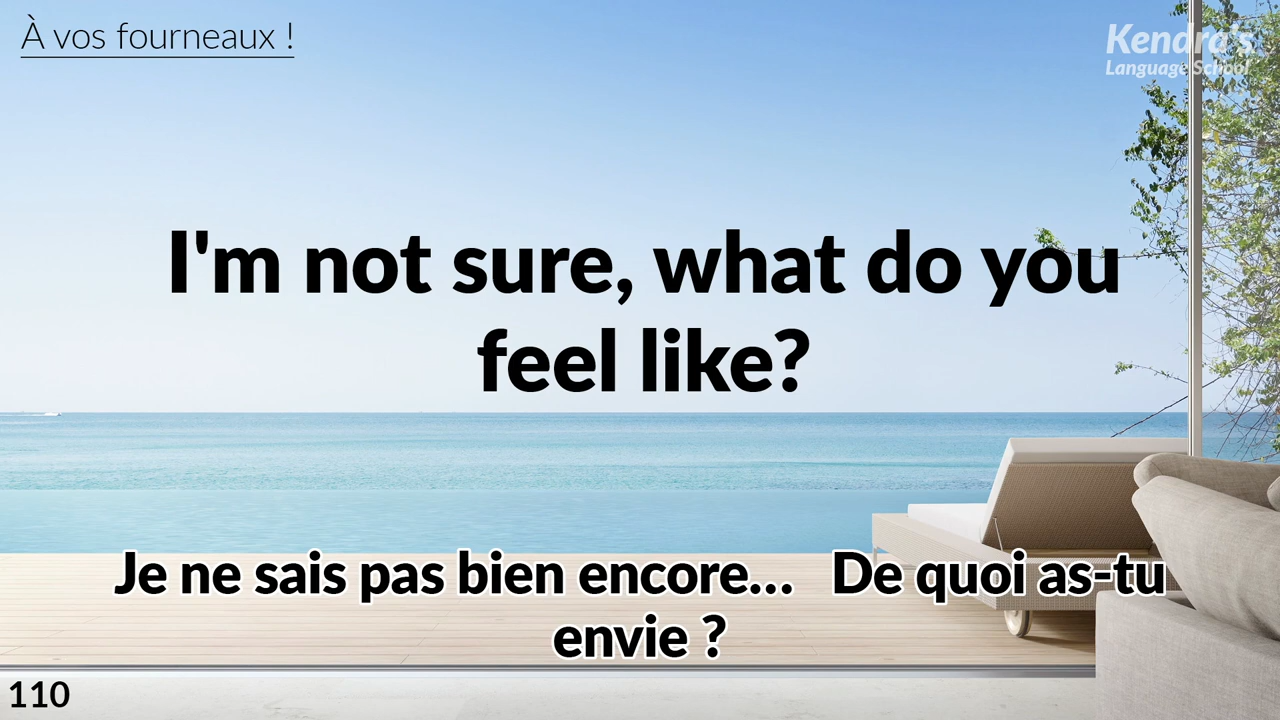 À vos fourneaux !
Kendra's
Language School
I'm not sure, what do you
feel like?
Je ne sais pas bien encore... De quoi as-tu
envie ?
110